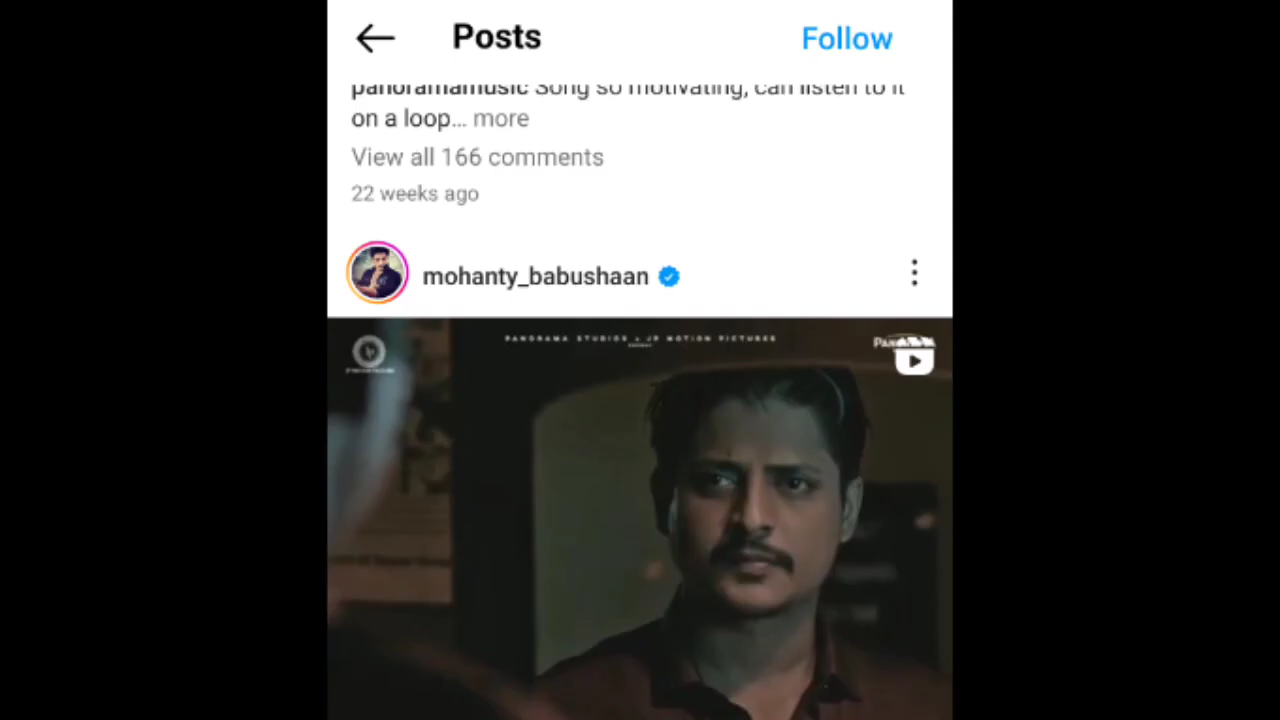 Posts
Follow
panoramamusic Song so motivating, can listen to it
on a loop... more
View all 166 comments
22 weeks ago
mohanty_babushaan
PANORAMA STUDIOS & JP MOTION PICTURES